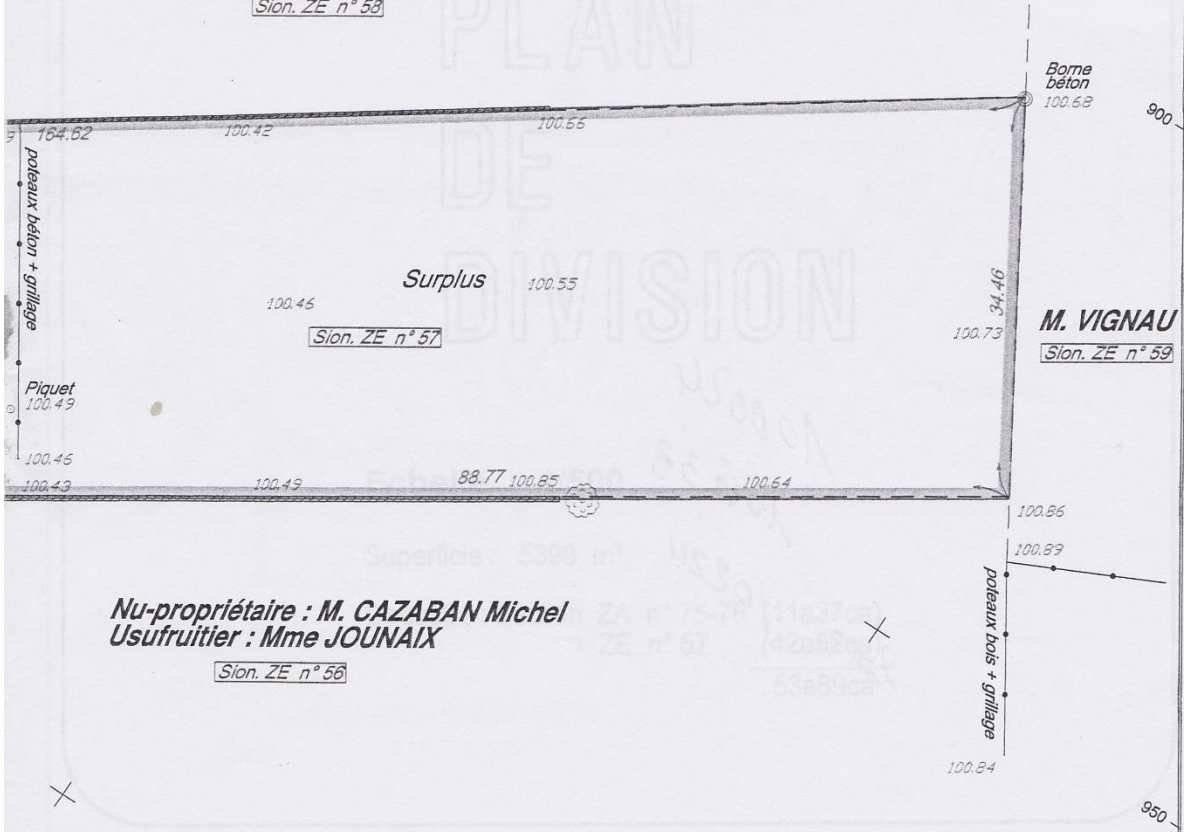 Sion. ZE n° 58
Borne
béton
100.68
900
164.62
100.42
100.66
poteaux béton + grillage
Surplus
100.55
100.46
Sion. ZE n° 57
34.46
100.73
M. VIGNAU
Sion. ZE n° 59
Piquet
100.49
100.46
100.43
100.49
88.77
100.85
100.64
100.86
100.89
Nu-propriétaire : M. CAZABAN Michel
Usufruitier : Mme JOUNAIX
Sion. ZE n° 56
poteaux bois + grillage
100.84
950
PLAN
DE
DIVISION
Superficie : 5393 m²
ZA n° 75-76 (11a37ca)
ZE n° 57 (42a52ca)
53a89ca